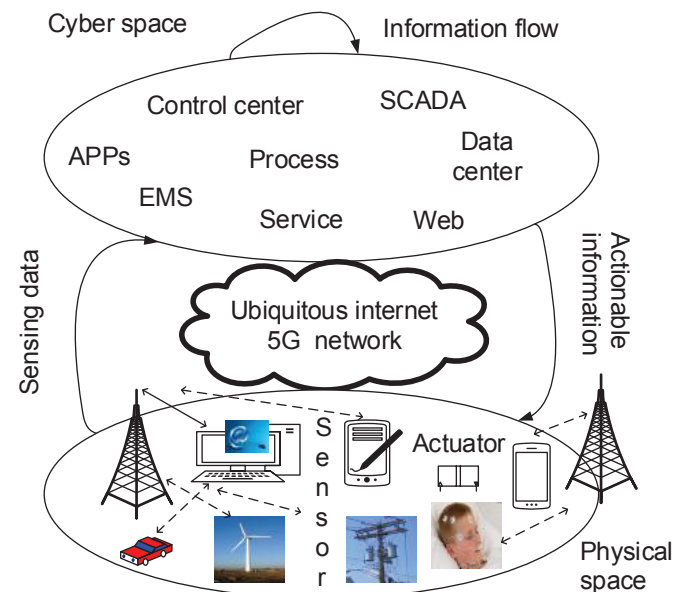 Cyber space
Information flow
Control center
SCADA
APPs
Process
Data
center
EMS
Service
Web
Sensing data
Actionable
information
Ubiquitous internet
5G network
Sensor
Actuator
Physical
space